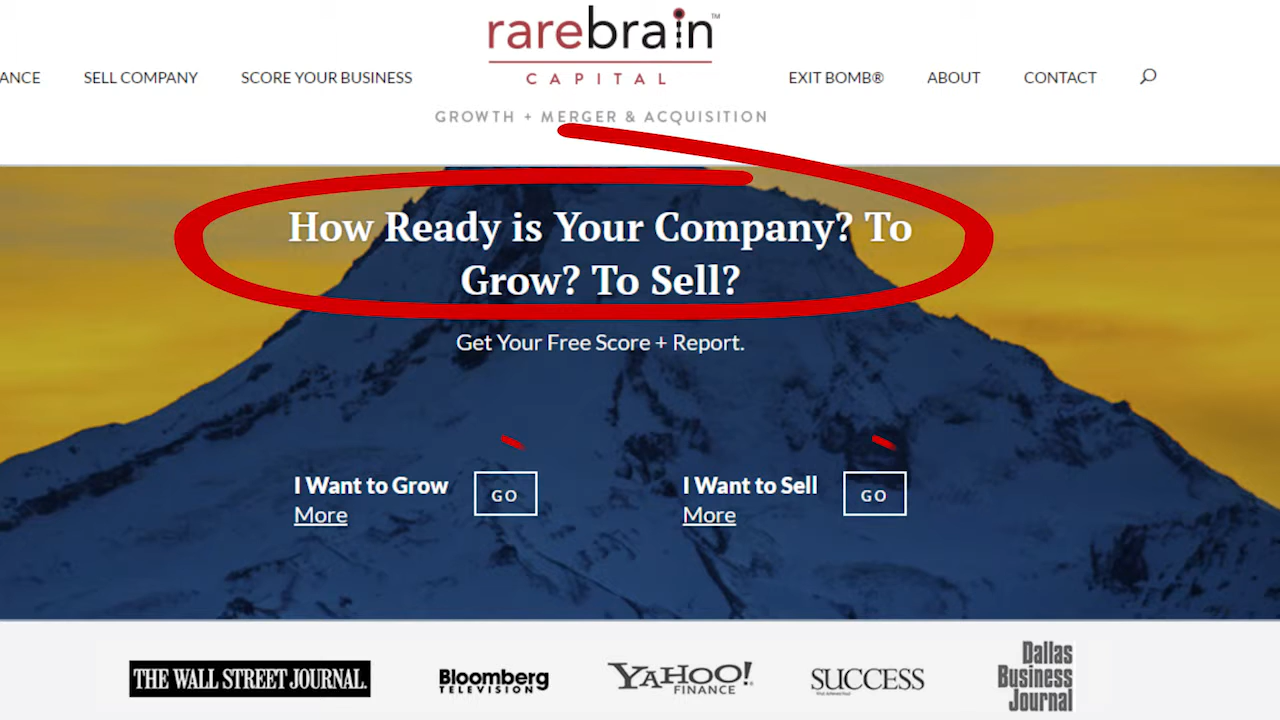 rarebrain™
CAPITAL
GROWTH + MERGER & ACQUISITION
ANCE SELL COMPANY SCORE YOUR BUSINESS EXIT BOMB® ABOUT CONTACT
How Ready is Your Company? To
Grow? To Sell?
Get Your Free Score + Report.
I Want to Grow
More
GO
I Want to Sell
More
GO
THE WALL STREET JOURNAL.
Bloomberg
TELEVISION
YAHOO!
FINANCE
SUCCESS
Dallas
Business
Journal